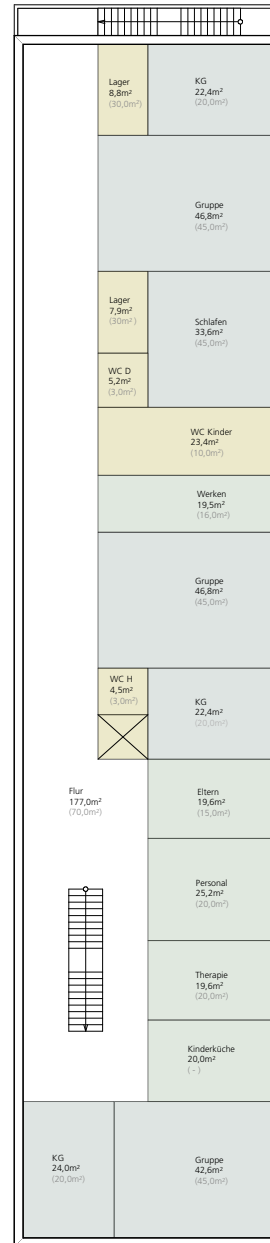 Lager
8,8m²
(30,0m²)
KG
22,4m²
(20,0m²)
Gruppe
46,8m²
(45,0m²)
Lager
7,9m²
(30m²)
Schlafen
33,6m²
(45,0m²)
WC D
5,2m²
(3,0m²)
WC Kinder
23,4m²
(10,0m²)
Werken
19,5m²
(16,0m²)
Gruppe
46,8m²
(45,0m²)
WC H
4,5m²
(3,0m²)
KG
22,4m²
(20,0m²)
Flur
177,0m²
(70,0m²)
Eltern
19,6m²
(15,0m²)
Personal
25,2m²
(20,0m²)
Therapie
19,6m²
(20,0m²)
Kinderküche
20,0m²
( - )
KG
24,0m²
(20,0m²)
Gruppe
42,6m²
(45,0m²)